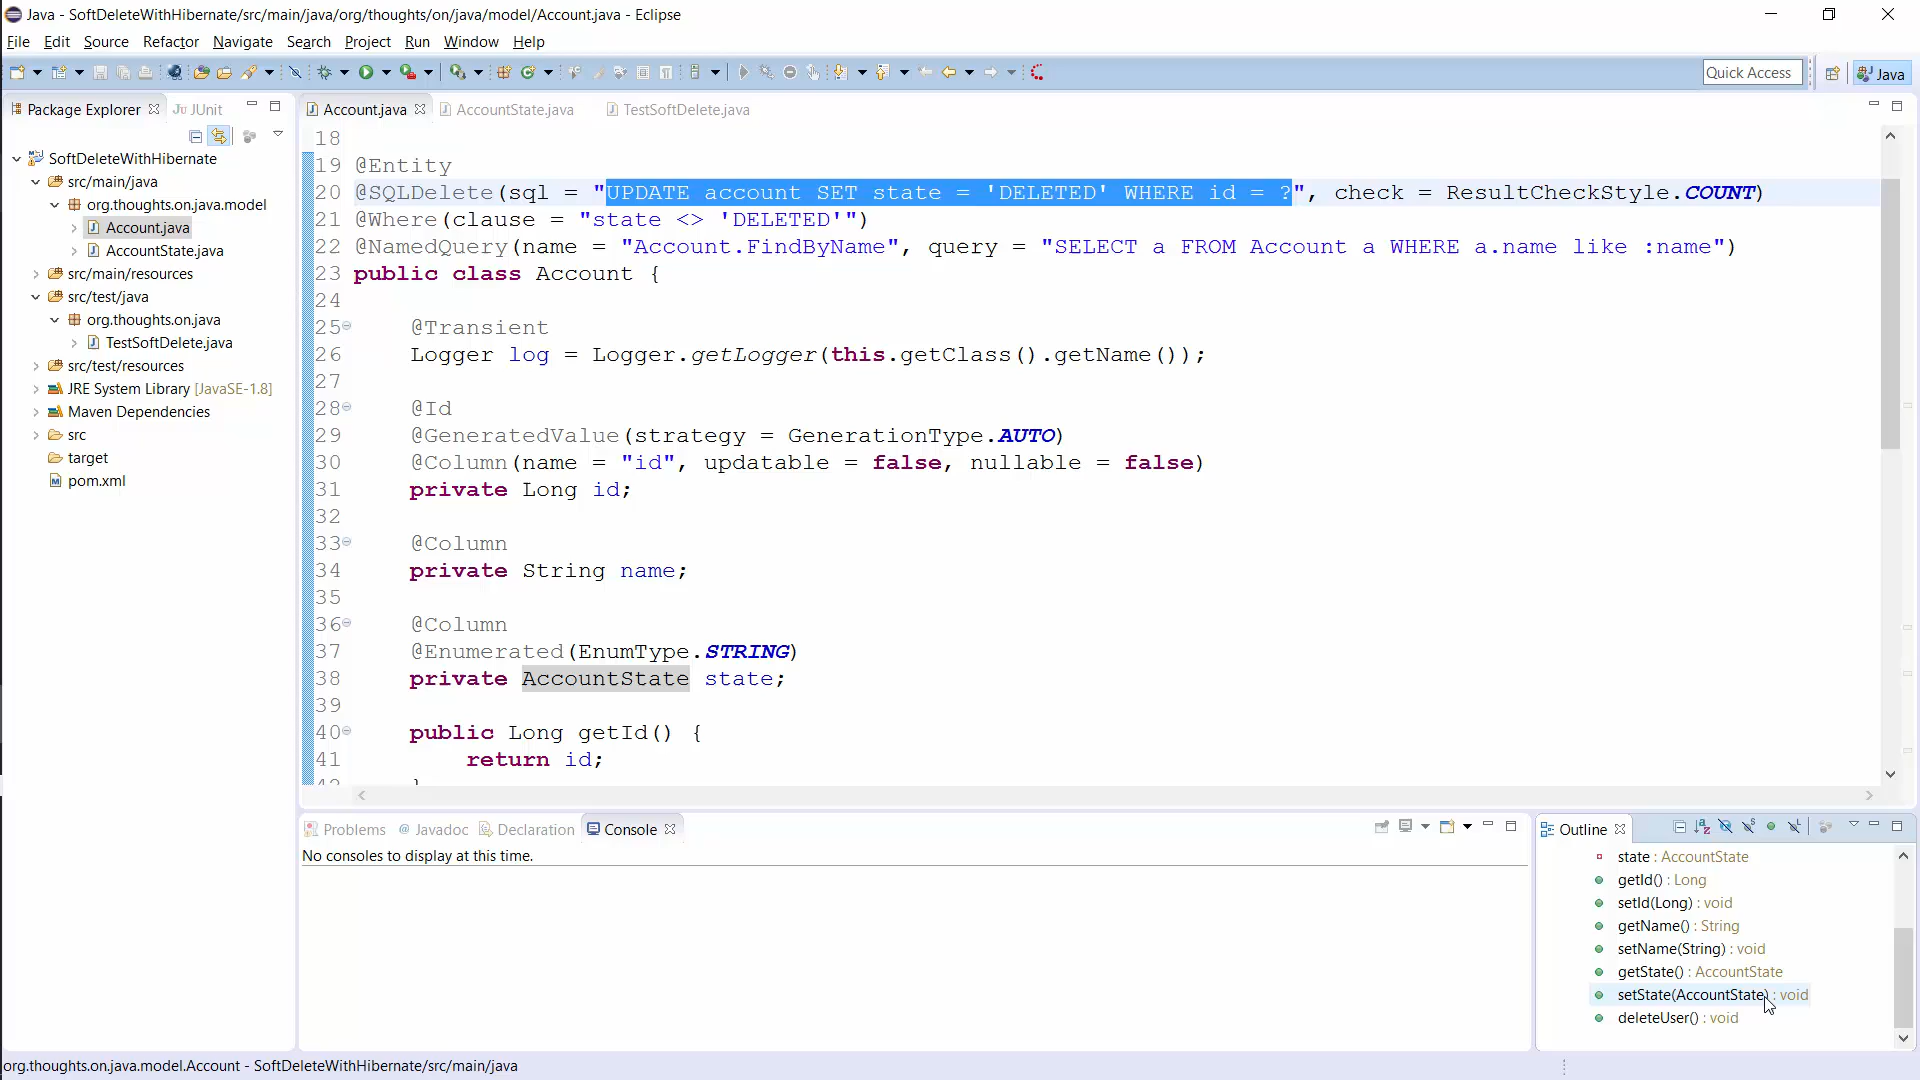 Java - SoftDeleteWithHibernate/src/main/java/org/thoughts/on/java/model/Account.java - Eclipse
File Edit Source Refactor Navigate Search Project Run Window Help
Quick Access
Java
Package Explorer
JUnit
SoftDeleteWithHibernate
src/main/java
org.thoughts.on.java.model
Account.java
AccountState.java
src/main/resources
src/test/java
org.thoughts.on.java
TestSoftDelete.java
src/test/resources
JRE System Library [JavaSE-1.8]
Maven Dependencies
src
target
pom.xml
Account.java
AccountState.java
TestSoftDelete.java
18
19 @Entity
20 @SQLDelete(sql = "UPDATE account SET state = 'DELETED' WHERE id = ?", check = ResultCheckStyle.COUNT)
21 @Where(clause = "state <> 'DELETED'")
22 @NamedQuery(name = "Account.FindByName", query = "SELECT a FROM Account a WHERE a.name like :name")
23 public class Account {
24
25 @Transient
26 Logger log = Logger.getLogger(this.getClass().getName());
27
28 @Id
29 @GeneratedValue(strategy = GenerationType.AUTO)
30 @Column(name = "id", updatable = false, nullable = false)
31 private Long id;
32
33 @Column
34 private String name;
35
36 @Column
37 @Enumerated(EnumType.STRING)
38 private AccountState state;
39
40 public Long getId() {
41 return id;
Problems
Javadoc
Declaration
Console
No consoles to display at this time.
Outline
state : AccountState
getId() : Long
setId(Long) : void
getName() : String
setName(String) : void
getState() : AccountState
setState(AccountState) : void
deleteUser() : void
org.thoughts.on.java.model.Account - SoftDeleteWithHibernate/src/main/java